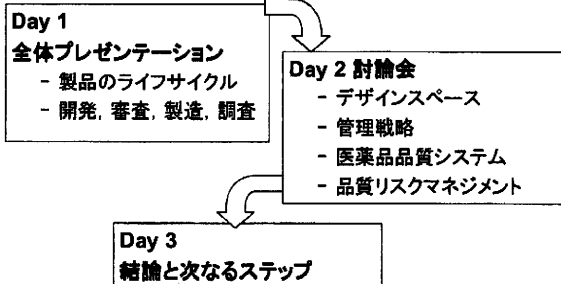 Day 1
全体プレゼンテーション
- 製品のライフサイクル
- 開発, 審査, 製造, 調査
Day 2 討論会
- デザインスペース
- 管理戦略
- 医薬品品質システム
- 品質リスクマネジメント
Day 3
結論と次なるステップ